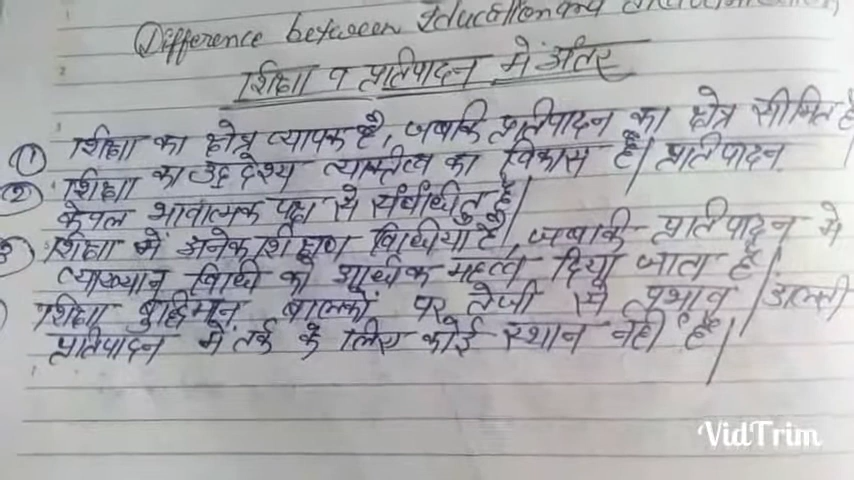 Difference between Education and
शिक्षा व प्रतिपादन में अंतर
① शिक्षा का क्षेत्र व्यापक है, जबकि प्रतिपादन का क्षेत्र सीमित है
② शिक्षा का उद्देश्य व्यक्तित्व का विकास है। प्रतिपादन
केवल भावात्मक पक्ष से संबंधित है।
3 शिक्षा में अनेक शिक्षण विधियां है, जबकि प्रतिपादन में
व्याख्यान विधि को अधिक महत्व दिया जाता है।
शिक्षा बुद्धिमान बालकों पर तेजी से प्रभाव डालती
प्रतिपादन में तर्क के लिए कोई स्थान नही है।
VidTrim